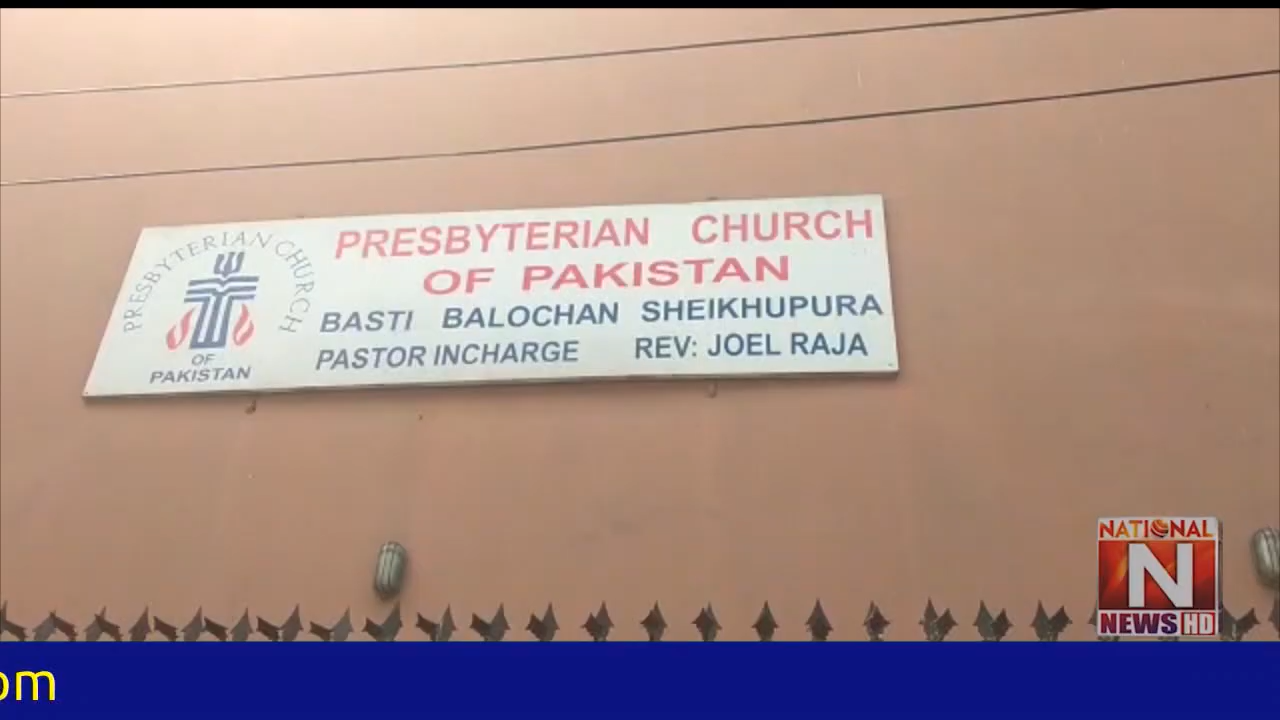 PRESBYTERIAN CHURCH
OF
PAKISTAN
PRESBYTERIAN CHURCH
OF PAKISTAN
BASTI BALOCHAN SHEIKHUPURA
PASTOR INCHARGE REV: JOEL RAJA
NATIONAL
N
NEWS HD
om